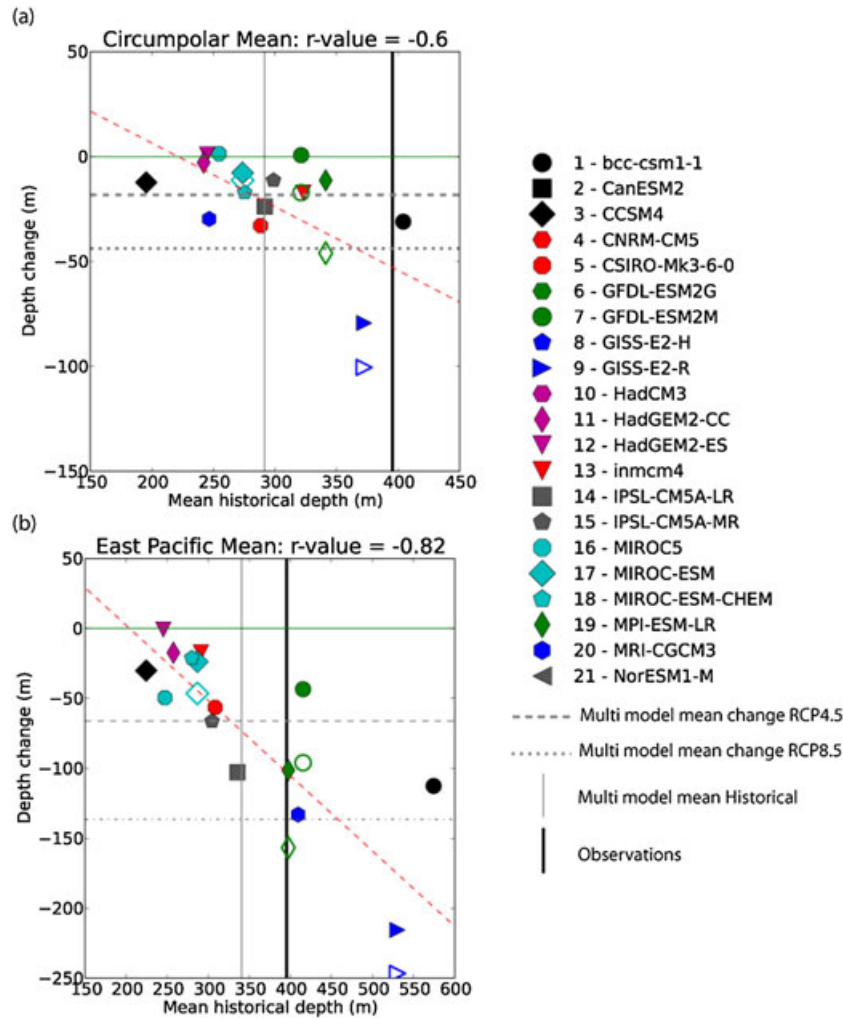 (a)
Circumpolar Mean: r-value = -0.6
50
0
−50
−100
−150
Depth change (m)
150 200 250 300 350 400 450
Mean historical depth (m)
(b)
East Pacific Mean: r-value = -0.82
50
0
−50
−100
−150
−200
−250
Depth change (m)
150 200 250 300 350 400 450 500 550 600
Mean historical depth (m)
1 - bcc-csm1-1
2 - CanESM2
3 - CCSM4
4 - CNRM-CM5
5 - CSIRO-Mk3-6-0
6 - GFDL-ESM2G
7 - GFDL-ESM2M
8 - GISS-E2-H
9 - GISS-E2-R
10 - HadCM3
11 - HadGEM2-CC
12 - HadGEM2-ES
13 - inmcm4
14 - IPSL-CM5A-LR
15 - IPSL-CM5A-MR
16 - MIROC5
17 - MIROC-ESM
18 - MIROC-ESM-CHEM
19 - MPI-ESM-LR
20 - MRI-CGCM3
21 - NorESM1-M
Multi model mean change RCP4.5
Multi model mean change RCP8.5
Multi model mean Historical
Observations